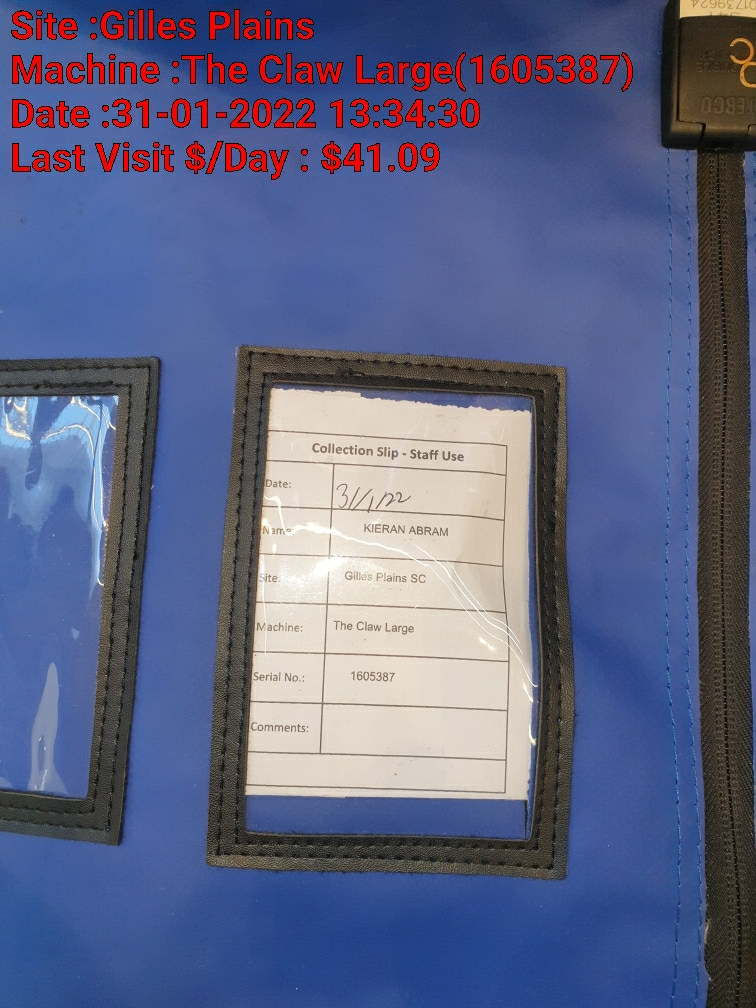 Site :Gilles Plains
Machine :The Claw Large(1605387)
Date :31-01-2022 13:34:30
Last Visit $/Day : $41.09
01739624
Collection Slip - Staff Use
Date: 31/1/22
Name: KIERAN ABRAM
Site: Gilles Plains SC
Machine: The Claw Large
Serial No.: 1605387
Comments: